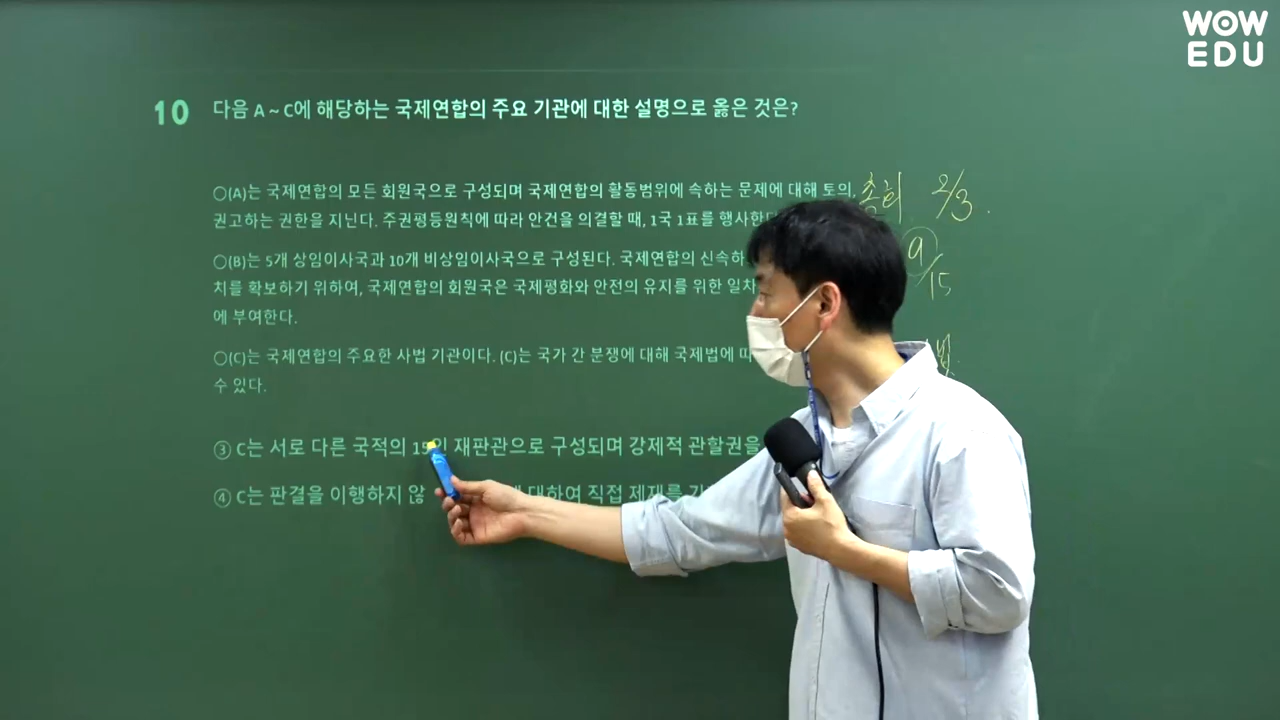 WOW
EDU
10 다음 A ~ C에 해당하는 국제연합의 주요 기관에 대한 설명으로 옳은 것은?
○(A)는 국제연합의 모든 회원국으로 구성되며 국제연합의 활동범위에 속하는 문제에 대해 토의, 총회 2/3.
권고하는 권한을 지닌다. 주권평등원칙에 따라 안건을 의결할 때, 1국 1표를 행사한
○(B)는 5개 상임이사국과 10개 비상임이사국으로 구성된다. 국제연합의 신속하 9/15
치를 확보하기 위하여, 국제연합의 회원국은 국제평화와 안전의 유지를 위한 일차
에 부여한다.
○(C)는 국제연합의 주요한 사법 기관이다. (C)는 국가 간 분쟁에 대해 국제법에
수 있다.
③ C는 서로 다른 국적의 15인 재판관으로 구성되며 강제적 관할권을
④ C는 판결을 이행하지 않 대하여 직접 제재를